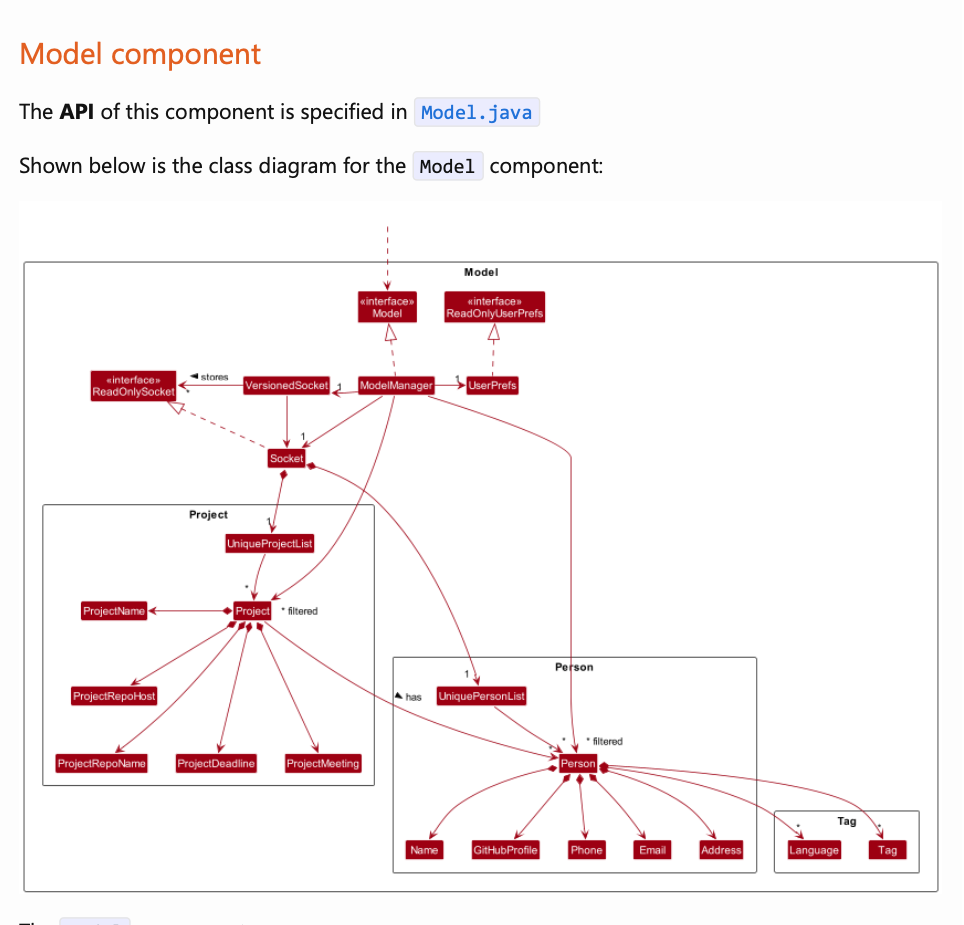 Model component
The API of this component is specified in Model.java
Shown below is the class diagram for the Model component:
Model
«interface»
Model
«interface»
ReadOnlyUserPrefs
«interface»
ReadOnlySocket
stores
*
VersionedSocket
1
ModelManager
1
UserPrefs
1
Socket
Project
1
UniqueProjectList
*
ProjectName
Project
* filtered
Person
ProjectRepoHost
has
1
UniquePersonList
*
* filtered
*
ProjectRepoName
ProjectDeadline
ProjectMeeting
Person
Tag
*
*
Name
GitHubProfile
Phone
Email
Address
Language
Tag